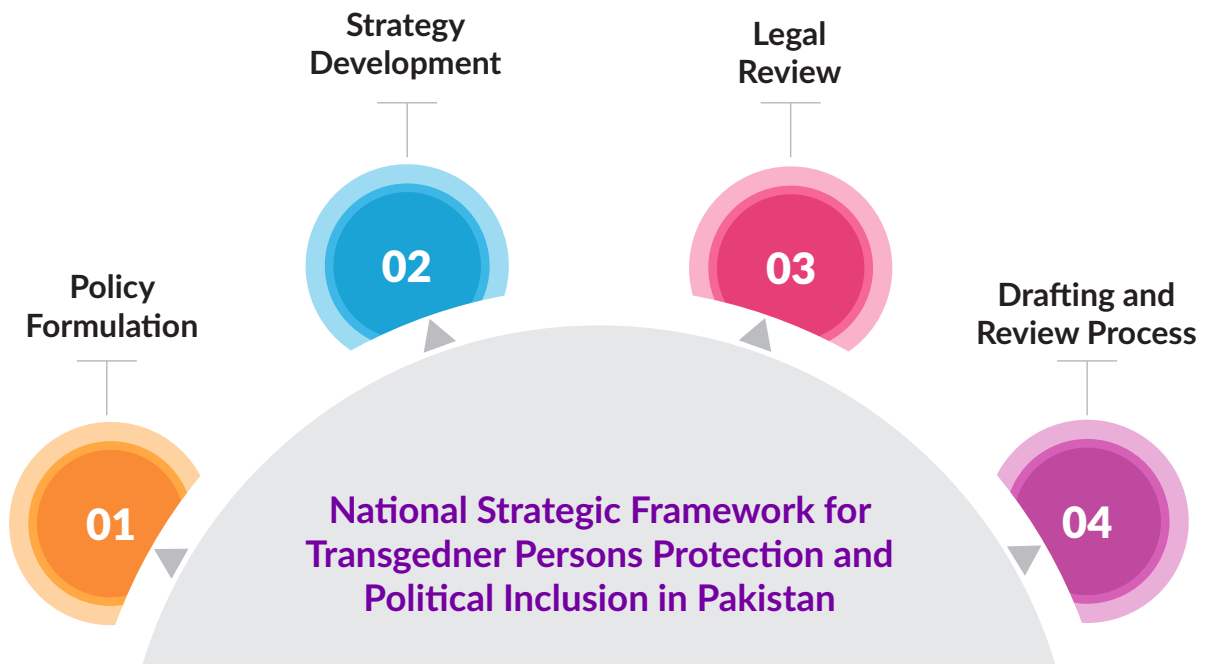 Strategy
Development
Legal
Review
Policy
Formulation
Drafting and
Review Process
01
02
03
04
National Strategic Framework for
Transgedner Persons Protection and
Political Inclusion in Pakistan